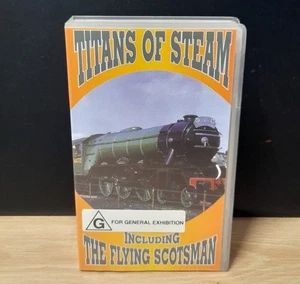 TITANS OF STEAM
G
FOR GENERAL EXHIBITION
INCLUDING
THE FLYING SCOTSMAN